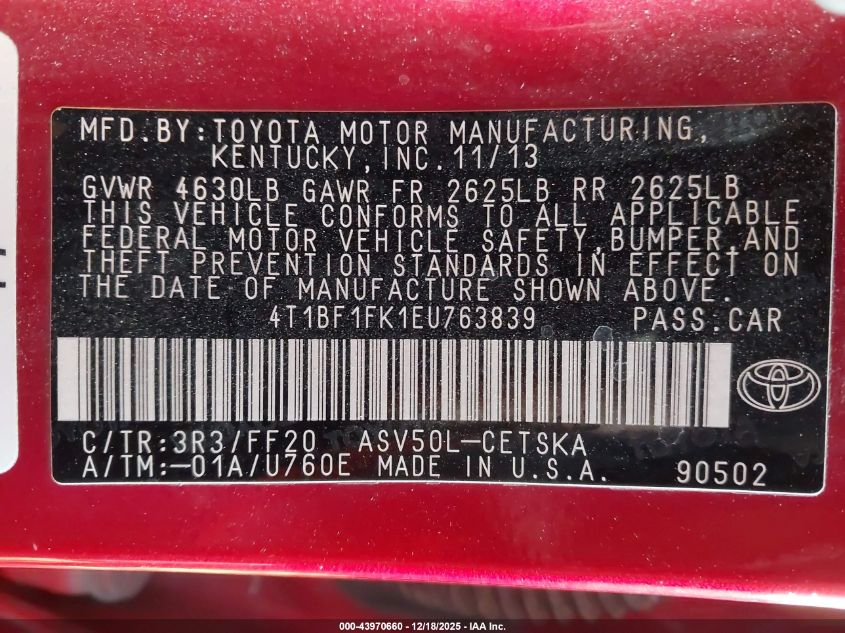 MFD.BY:TOYOTA MOTOR MANUFACTURING,
KENTUCKY,INC.11/13
GVWR 4630LB GAWR FR 2625LB RR 2625LB
THIS VEHICLE CONFORMS TO ALL APPLICABLE
FEDERAL MOTOR VEHICLE SAFETY,BUMPER,AND
THEFT PREVENTION STANDARDS IN EFFECT ON
THE DATE OF MANUFACTURE SHOWN ABOVE.
4T1BF1FK1EU763839 PASS.CAR
C/TR:3R3/FF20 ASV50L-CETSKA
A/TM:-01A/U760E MADE IN U.S.A. 90502
000-43970660 - 12/18/2025 - IAA Inc.